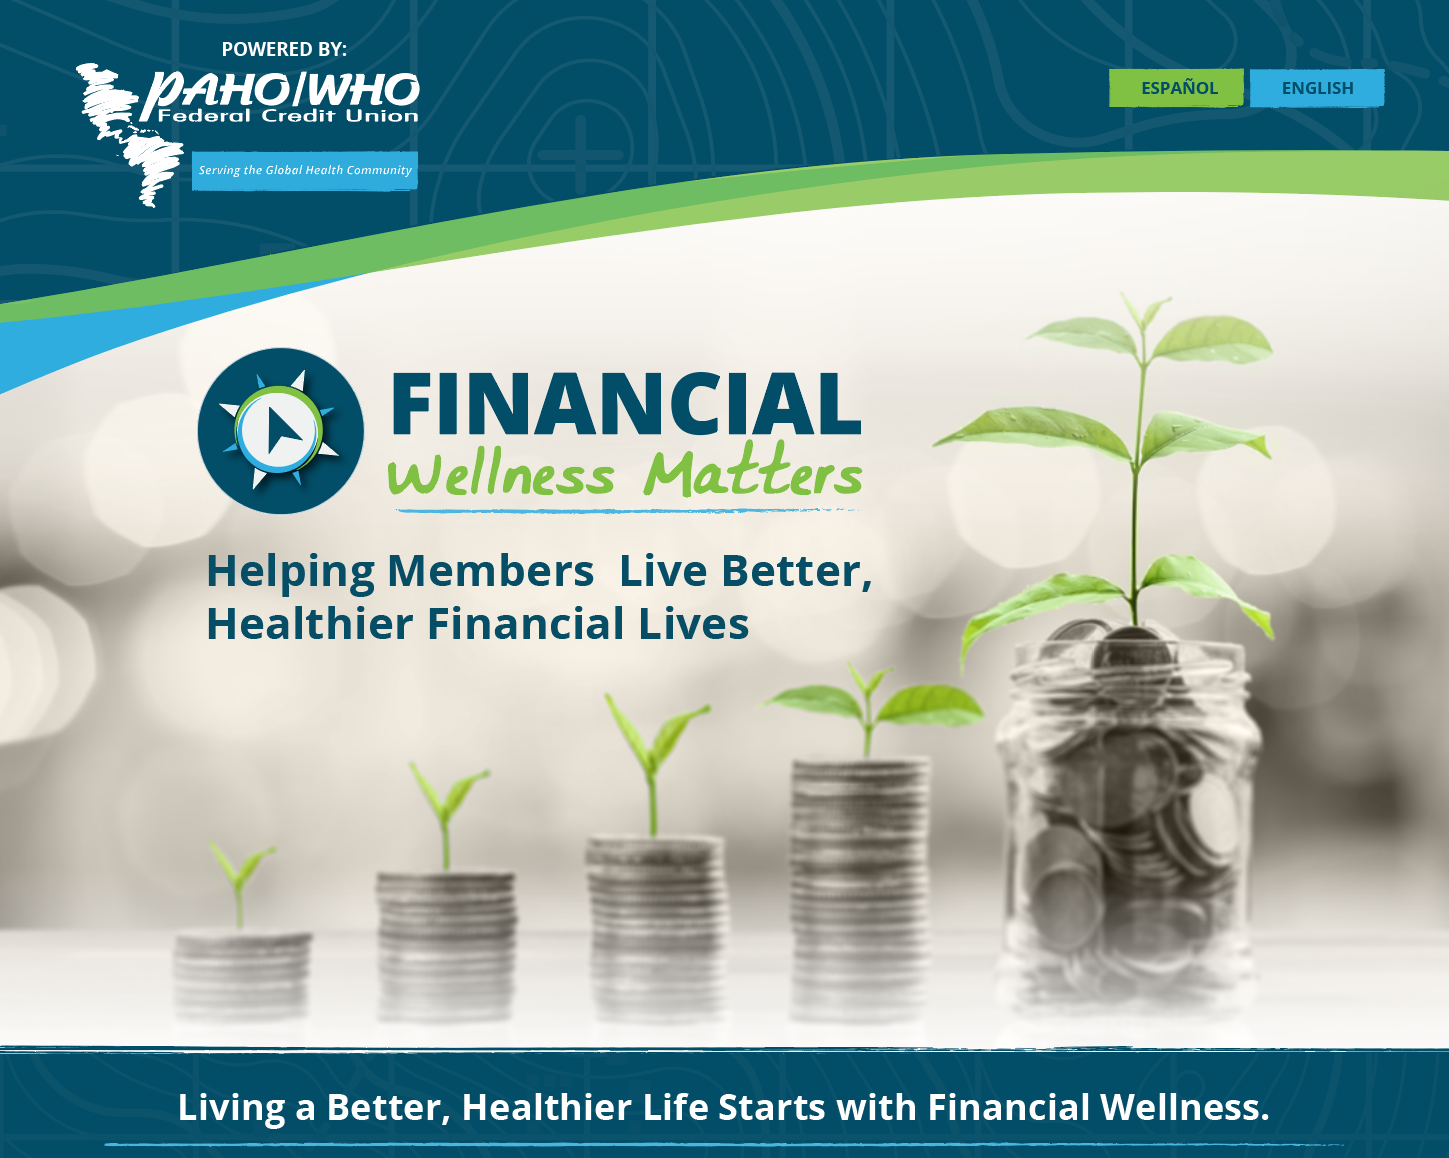 POWERED BY:
PAHO/WHO
Federal Credit Union
Serving the Global Health Community
ESPAÑOL
ENGLISH
FINANCIAL
Wellness Matters
Helping Members Live Better,
Healthier Financial Lives
Living a Better, Healthier Life Starts with Financial Wellness.